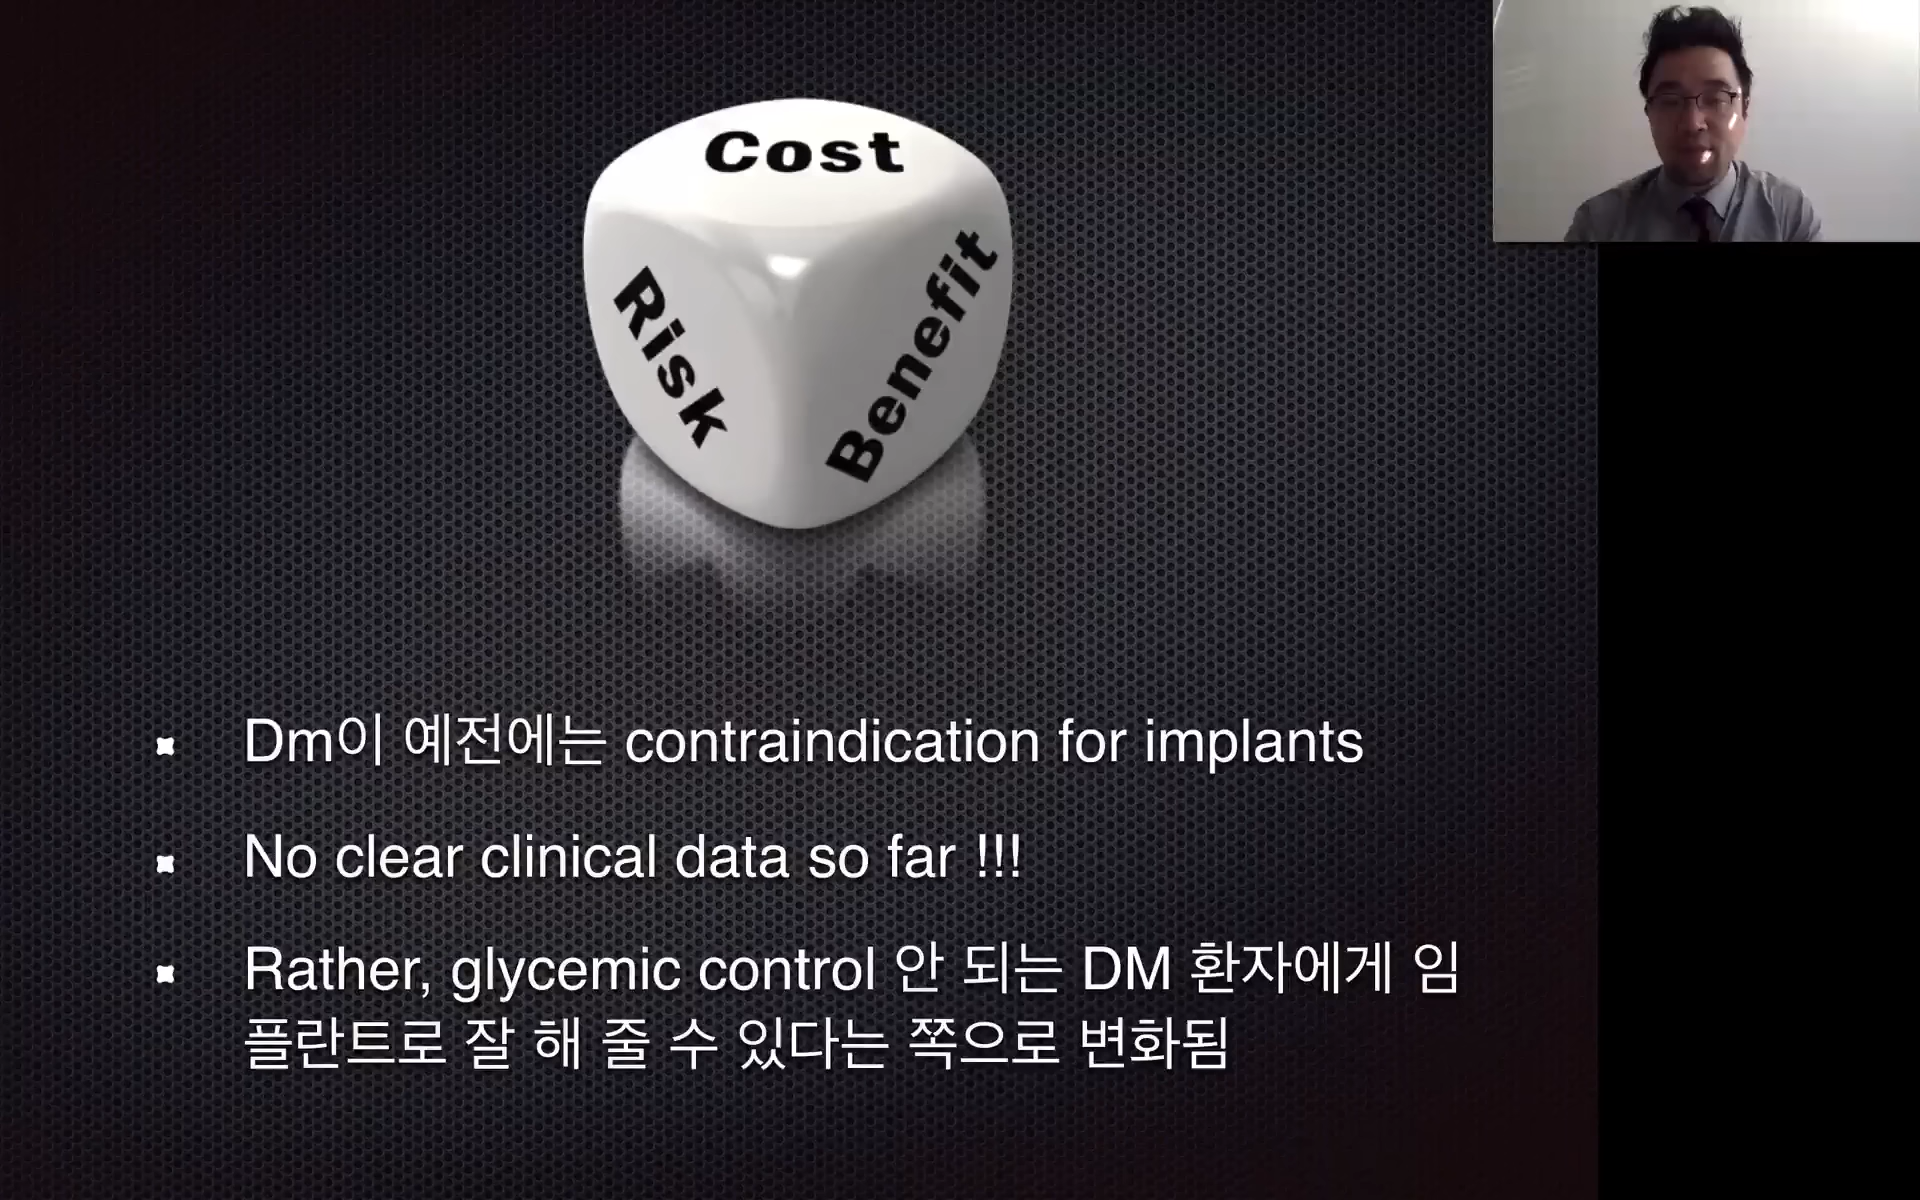 Cost
Risk
Benefit
Dm이 예전에는 contraindication for implants
No clear clinical data so far !!!
Rather, glycemic control 안 되는 DM 환자에게 임
플란트로 잘 해 줄 수 있다는 쪽으로 변화됨